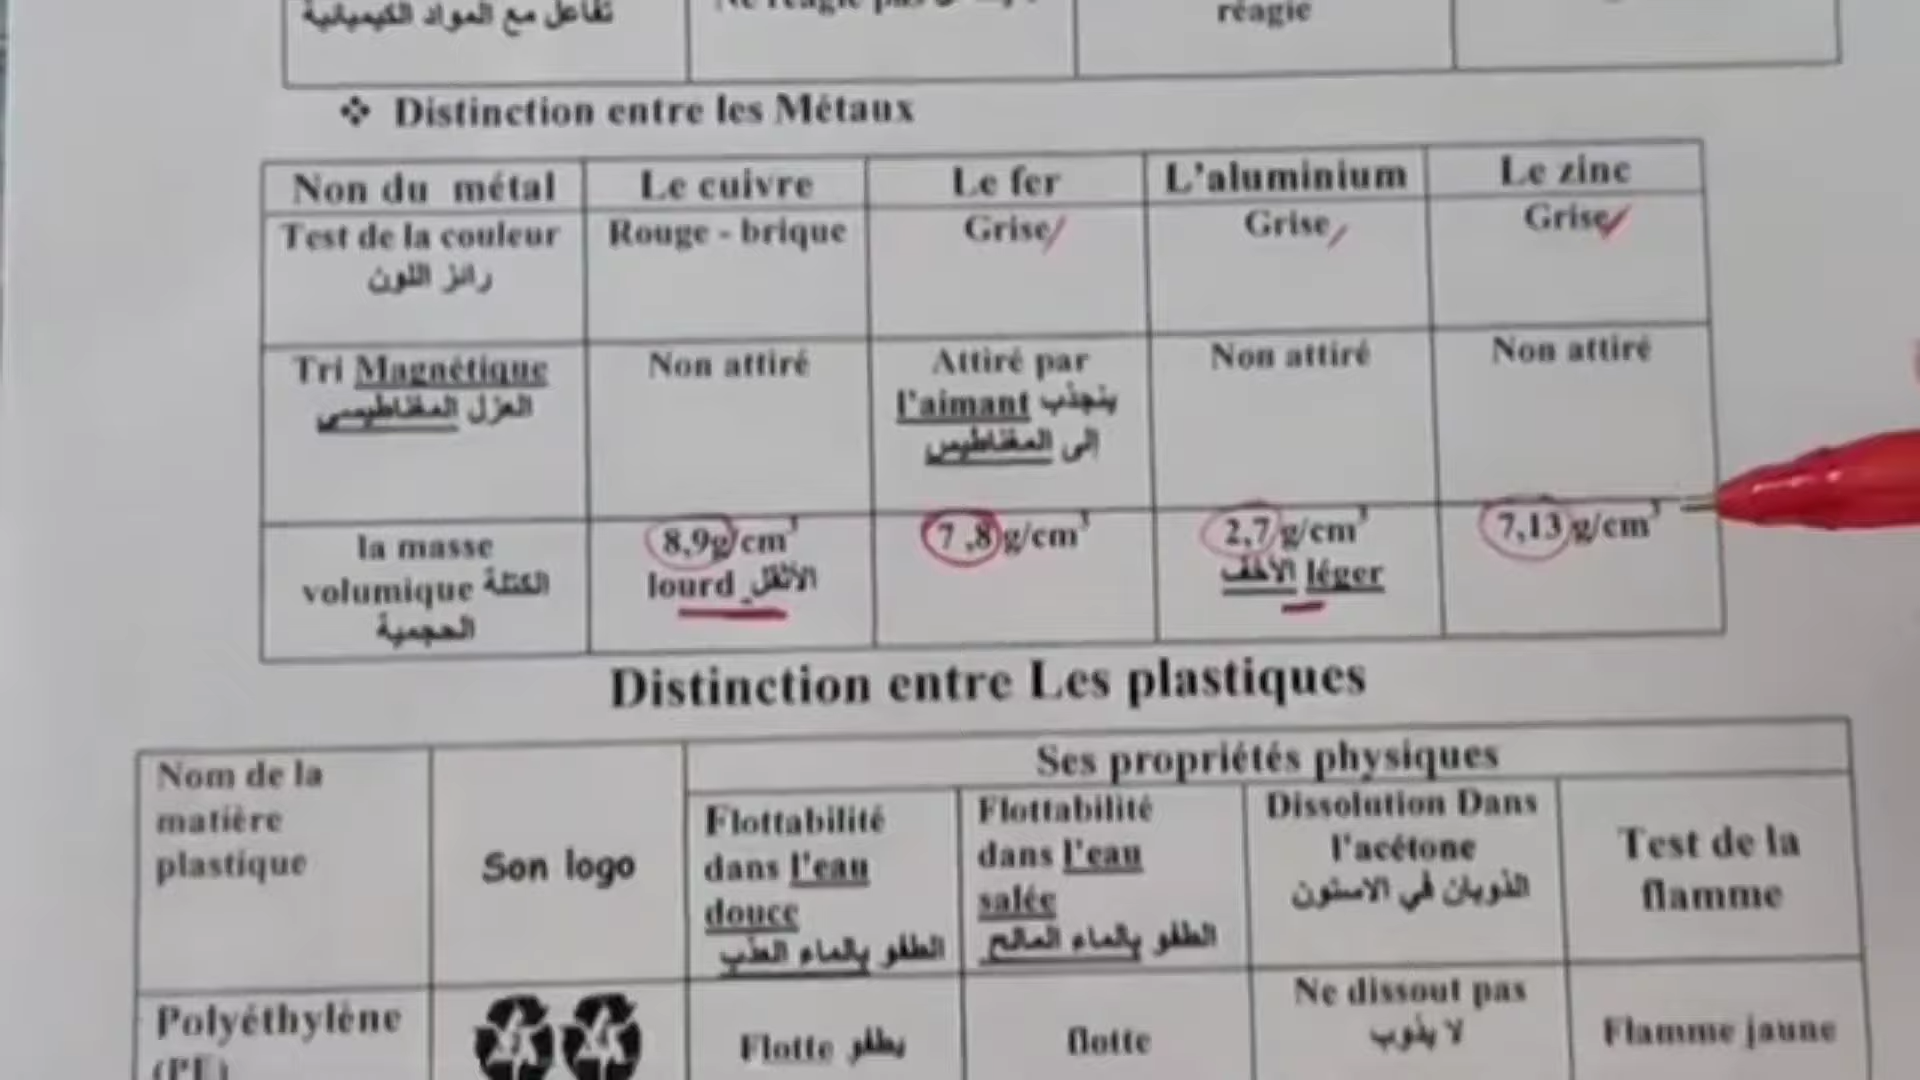 تفاعل مع المواد الكيميائية
Ne réagie pas
réagie
❖ Distinction entre les Métaux
Non du métal
Le cuivre
Le fer
L'aluminium
Le zinc
Test de la couleur
رائز اللون
Rouge - brique
Grise
Grise
Grise
Tri Magnétique
العزل المغناطيسي
Non attiré
Attiré par
l'aimant ينجذب
إلى المغناطيس
Non attiré
Non attiré
la masse
volumique الكتلة
الحجمية
8,9g/cm³
lourd الأثقل
7,8g/cm³
2,7g/cm³
الأخف léger
7,13g/cm³
Distinction entre Les plastiques
Nom de la
matière
plastique
Son logo
Ses propriétés physiques
Flottabilité
dans l'eau
douce
الطفو بالماء العذب
Flottabilité
dans l'eau
salée
الطفو بالماء المالح
Dissolution Dans
l'acétone
الذوبان في الاستون
Test de la
flamme
Polyéthylène
(PE)
Flotte يطفو
flotte
Ne dissout pas
لا يذوب
Flamme jaune